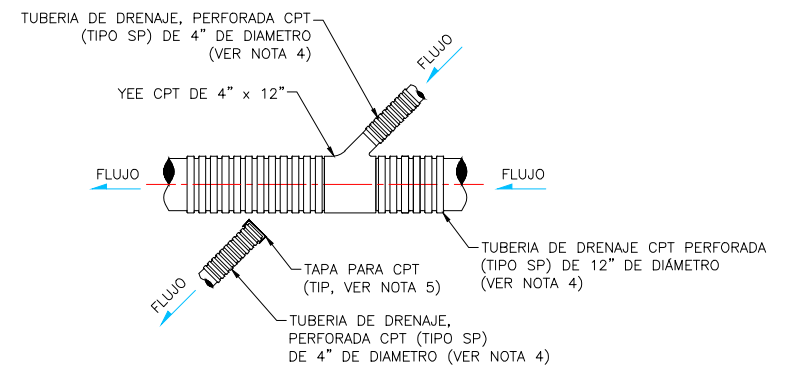 TUBERIA DE DRENAJE, PERFORADA CPT
(TIPO SP) DE 4” DE DIAMETRO
(VER NOTA 4)
FLUJO
YEE CPT DE 4” x 12”
FLUJO
FLUJO
TUBERIA DE DRENAJE CPT PERFORADA
(TIPO SP) DE 12” DE DIÁMETRO
(VER NOTA 4)
TAPA PARA CPT
(TIP, VER NOTA 5)
FLUJO
TUBERIA DE DRENAJE,
PERFORADA CPT (TIPO SP)
DE 4” DE DIAMETRO (VER NOTA 4)